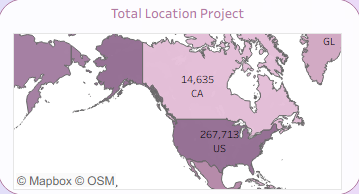 Total Location Project
GL
14,635
CA
267,713
US
© Mapbox © OSM,